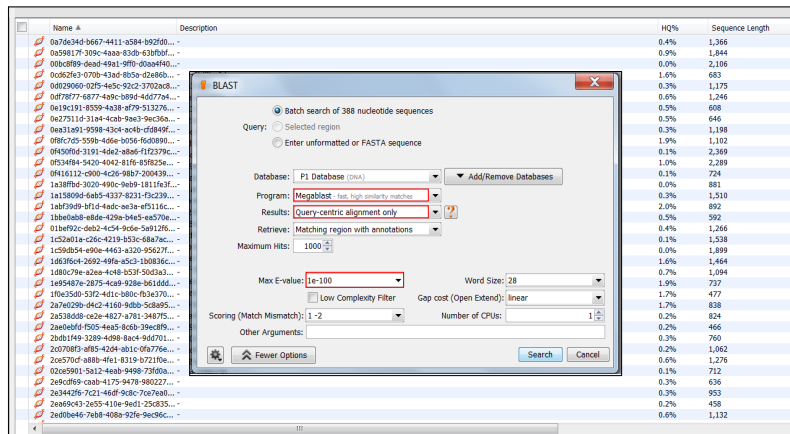 Name Description HQ% Sequence Length
0a7de34d-b667-4411-a584-b92fd0... - 0.4% 1,366
0a59817f-309c-4aaa-83db-63bfbbf... - 0.9% 1,844
00bc8f89-dead-49a1-9ff0-d0aa4f40... - 0.0% 2,106
0cd62fe3-070b-43ad-8b5a-d2e86b... - 1.6% 683
0d029060-02f5-4e5c-92c2-3702ac8... - 0.3% 1,175
0df78f77-6877-4a9c-b89d-4dd77a4... - 0.6% 1,246
0e19c191-8559-4a38-af79-513276... - 0.5% 608
0e27511d-31a4-4cab-9ae3-9ec36a... - 0.5% 646
0ea31a91-9598-43c4-ac4b-cfd849f... - 0.3% 1,198
0f8fc7d5-559b-4d6e-b056-f6d0890... - 1.9% 1,102
0f450f0d-3191-4de2-a8a6-f1f2379c... - 0.1% 2,369
0f534f84-5420-4042-81f6-85f825e... - 1.0% 2,289
0f416112-c900-4c26-98b7-200439... - 0.1% 724
1a38ffbd-3020-490c-9eb9-1811fe3f... - 0.0% 881
1a15809d-6ab5-4337-8231-f3c239... - 0.3% 1,510
1abf39d9-bf1d-4adc-ae3a-ef5116c... - 2.0% 892
1bbe0ab8-e8de-429a-b4e5-ea570e... - 0.5% 592
01bef92c-deb2-4c54-9c6e-5a912f6... - 0.4% 1,266
1c52a01a-c26c-4219-b53c-68a7ac... - 0.1% 1,538
1c59db54-e90e-4463-a320-95627f... - 0.0% 1,899
1d63f6c4-2692-49fa-a5c3-1b0836c... - 1.6% 1,464
1d80c79e-a2ea-4c48-b53f-50d3a3... - 0.7% 1,094
1e95487e-2875-4ca9-928e-b61ddd... - 1.9% 737
1f0e35d0-53f2-4d1c-b80c-fb3e370... - 1.7% 477
2a7e029b-d4c2-4160-9dbb-5c8a95... - 1.7% 838
2a538dd8-ce2e-4827-a781-3487f5... - 0.2% 824
2ae0ebfd-f505-4ea5-8c6b-39ec8f9... - 0.2% 466
2bdb1f49-3289-4d98-8ac4-9dd701... - 0.3% 760
2c0708f3-af85-42d4-ab1c-0fa776e... - 0.2% 1,062
2ce570cf-a88b-4fe1-8319-b721f0e... - 0.6% 1,276
02ce5901-5a12-4eab-9498-73fd0a... - 0.1% 712
2e9cdf69-caab-4175-9478-980227... - 0.3% 636
2e3442f6-7c21-46df-9c8c-7ce7ea0... - 0.3% 953
2ea69c43-2e55-410e-9ed1-25c835... - 0.2% 458
2ed0be46-7eb8-408a-92fe-9ec96c... - 0.6% 1,132
BLAST
Batch search of 388 nucleotide sequences
Query: Selected region
Enter unformatted or FASTA sequence
Database: P1 Database (DNA) Add/Remove Databases
Program: Megablast - fast, high similarity matches
Results: Query-centric alignment only ?
Retrieve: Matching region with annotations
Maximum Hits: 1000
Max E-value: 1e-100 Word Size: 28
Low Complexity Filter Gap cost (Open Extend): linear
Scoring (Match Mismatch): 1 -2 Number of CPUs: 1
Other Arguments:
Fewer Options Search Cancel